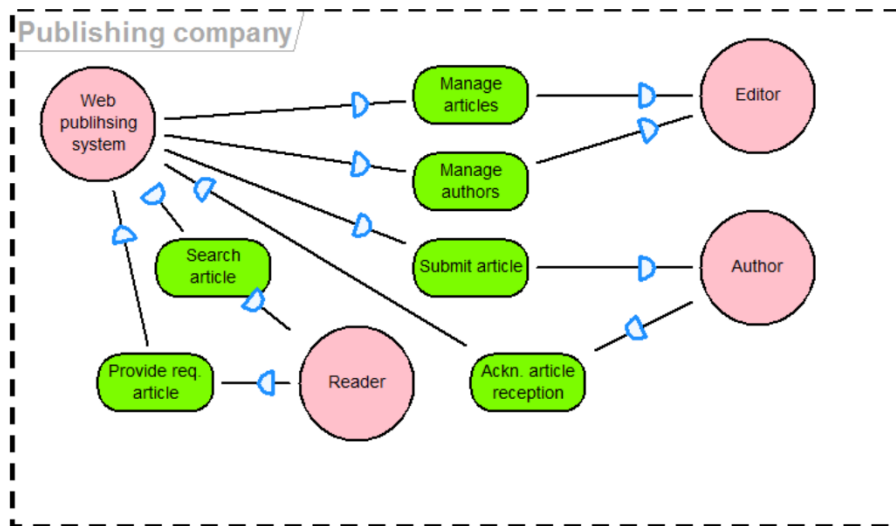 Publishing company
Web
publihsing
system
Manage
articles
Editor
Manage
authors
Search
article
Submit article
Author
Provide req.
article
Reader
Ackn. article
reception